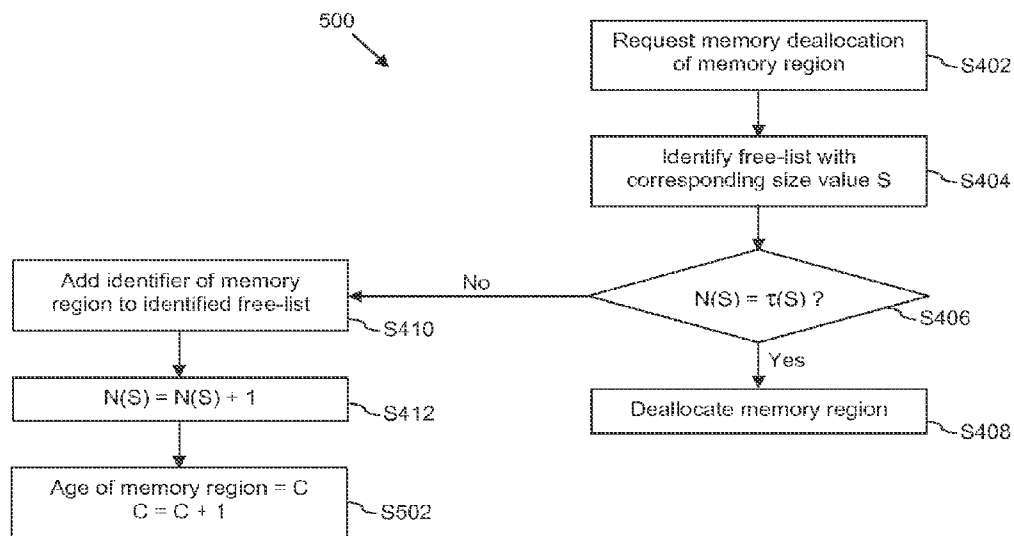 500
Request memory deallocation
of memory region
S402
Identify free-list with
corresponding size value S
S404
N(S) = τ(S) ?
S406
No
Yes
Add identifier of memory
region to identified free-list
S410
N(S) = N(S) + 1
S412
Deallocate memory region
S408
Age of memory region = C
C = C + 1
S502